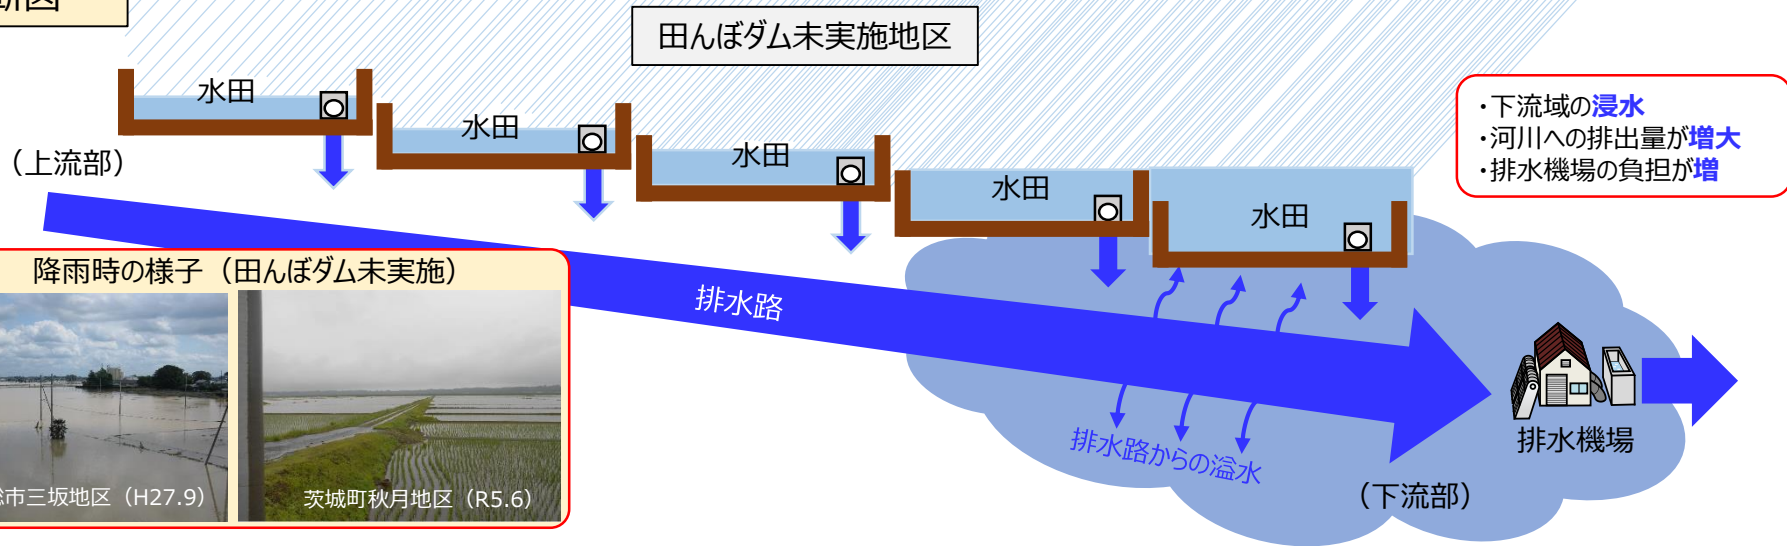 断図
田んぼダム未実施地区
水田
水田
水田
水田
水田
・下流域の浸水
・河川への排出量が増大
・排水機場の負担が増
（上流部）
降雨時の様子（田んぼダム未実施）
総市三坂地区（H27.9）
茨城町秋月地区（R5.6）
排水路
排水路からの溢水
排水機場
（下流部）